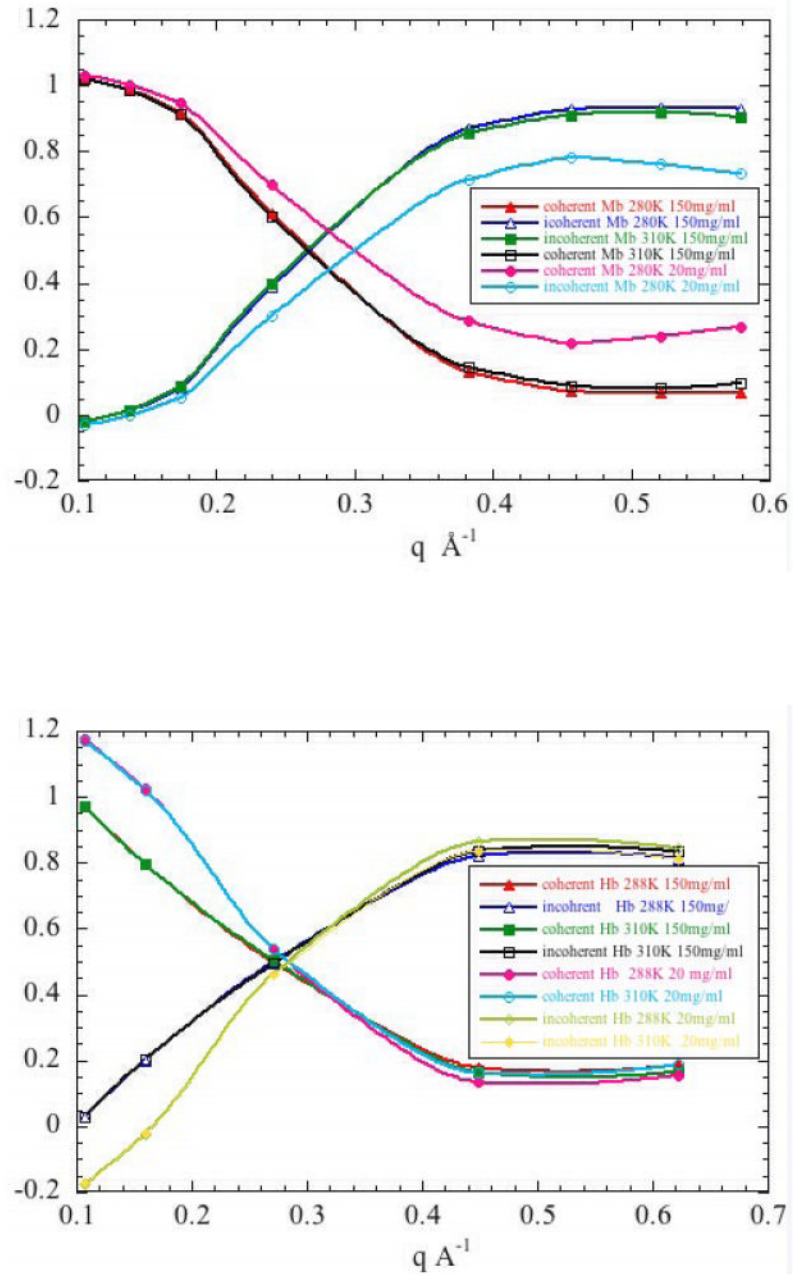 1.2
1
0.8
0.6
0.4
0.2
0
-0.2
coherent Mb 280K 150mg/ml
icoherent Mb 280K 150mg/ml
incoherent Mb 310K 150mg/ml
coherent Mb 310K 150mg/ml
coherent Mb 280K 20mg/ml
incoherent Mb 280K 20mg/ml
0.1 0.2 0.3 0.4 0.5 0.6
q Å⁻¹
1.2
1
0.8
0.6
0.4
0.2
0
-0.2
coherent Hb 288K 150mg/ml
incohrent Hb 288K 150mg/
coherent Hb 310K 150mg/ml
incoherent Hb 310K 150mg/ml
coherent Hb 288K 20 mg/ml
coherent Hb 310K 20mg/ml
incoherent Hb 288K 20mg/ml
incoherent Hb 310K 20mg/ml
0.1 0.2 0.3 0.4 0.5 0.6 0.7
q A⁻¹